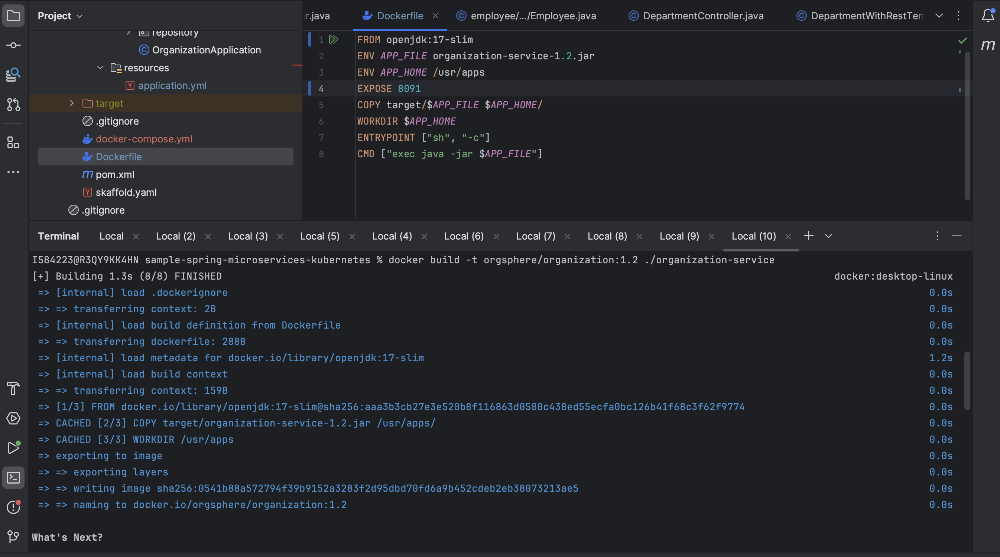 Project
er.java
Dockerfile
employee/.../Employee.java
DepartmentController.java
DepartmentWithRestTem
repository
OrganizationApplication
resources
application.yml
target
.gitignore
docker-compose.yml
Dockerfile
pom.xml
skaffold.yaml
.gitignore
1 FROM openjdk:17-slim
2 ENV APP_FILE organization-service-1.2.jar
3 ENV APP_HOME /usr/apps
4 EXPOSE 8091
5 COPY target/$APP_FILE $APP_HOME/
6 WORKDIR $APP_HOME
7 ENTRYPOINT ["sh", "-c"]
8 CMD ["exec java -jar $APP_FILE"]
Terminal Local Local (2) Local (3) Local (5) Local (4) Local (6) Local (7) Local (8) Local (9) Local (10)
I584223@R3QY9KK4HN sample-spring-microservices-kubernetes % docker build -t orgsphere/organization:1.2 ./organization-service
[+] Building 1.3s (8/8) FINISHED docker:desktop-linux
=> [internal] load .dockerignore 0.0s
=> => transferring context: 2B 0.0s
=> [internal] load build definition from Dockerfile 0.0s
=> => transferring dockerfile: 288B 0.0s
=> [internal] load metadata for docker.io/library/openjdk:17-slim 1.2s
=> [internal] load build context 0.0s
=> => transferring context: 159B 0.0s
=> [1/3] FROM docker.io/library/openjdk:17-slim@sha256:aaa3b3cb27e3e520b8f116863d0580c438ed55ecfa0bc126b41f68c3f62f9774 0.0s
=> CACHED [2/3] COPY target/organization-service-1.2.jar /usr/apps/ 0.0s
=> CACHED [3/3] WORKDIR /usr/apps 0.0s
=> exporting to image 0.0s
=> => exporting layers 0.0s
=> => writing image sha256:0541b88a572794f39b9152a3283f2d95dbd70fd6a9b452cdeb2eb38073213ae5 0.0s
=> => naming to docker.io/orgsphere/organization:1.2 0.0s
What's Next?